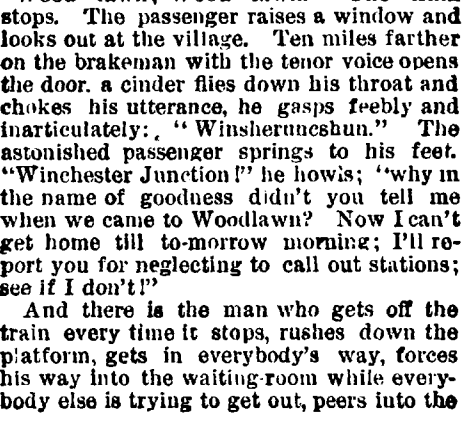 stops. The passenger raises a window and
looks out at the village. Ten miles farther
on the brakeman with the tenor voice opens
the door. a cinder flies down his throat and
chokes his utterance, he gasps feebly and
inarticulately: "Winsheruncshun." The
astonished passenger springs to his feet.
"Winchester Junction!" he howls; "why in
the name of goodness didn't you tell me
when we came to Woodlawn? Now I can't
get home till to-morrow morning; I'll re-
port you for neglecting to call out stations;
see if I don't!"
And there is the man who gets off the
train every time it stops, rushes down the
platform, gets in everybody's way, forces
his way into the waiting-room while every-
body else is trying to get out, peers into the